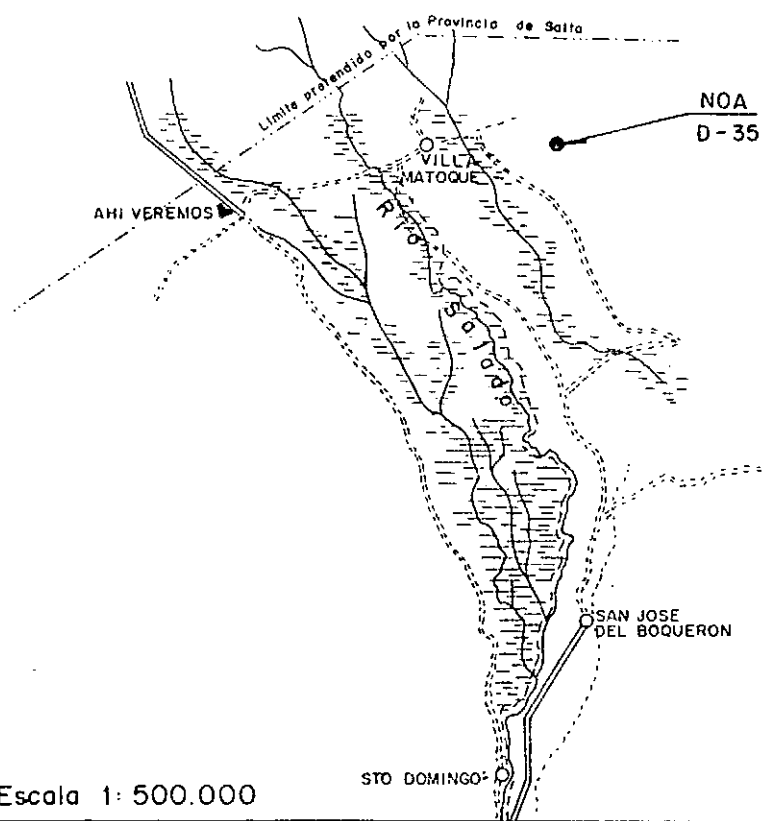 Limite pretendido por la Provincia de Salta
NOA
D-35
VILLA
MATOQUE
AHI VEREMOS
Rio Salado
SAN JOSE
DEL BOQUERON
STO DOMINGO
Escala 1: 500.000